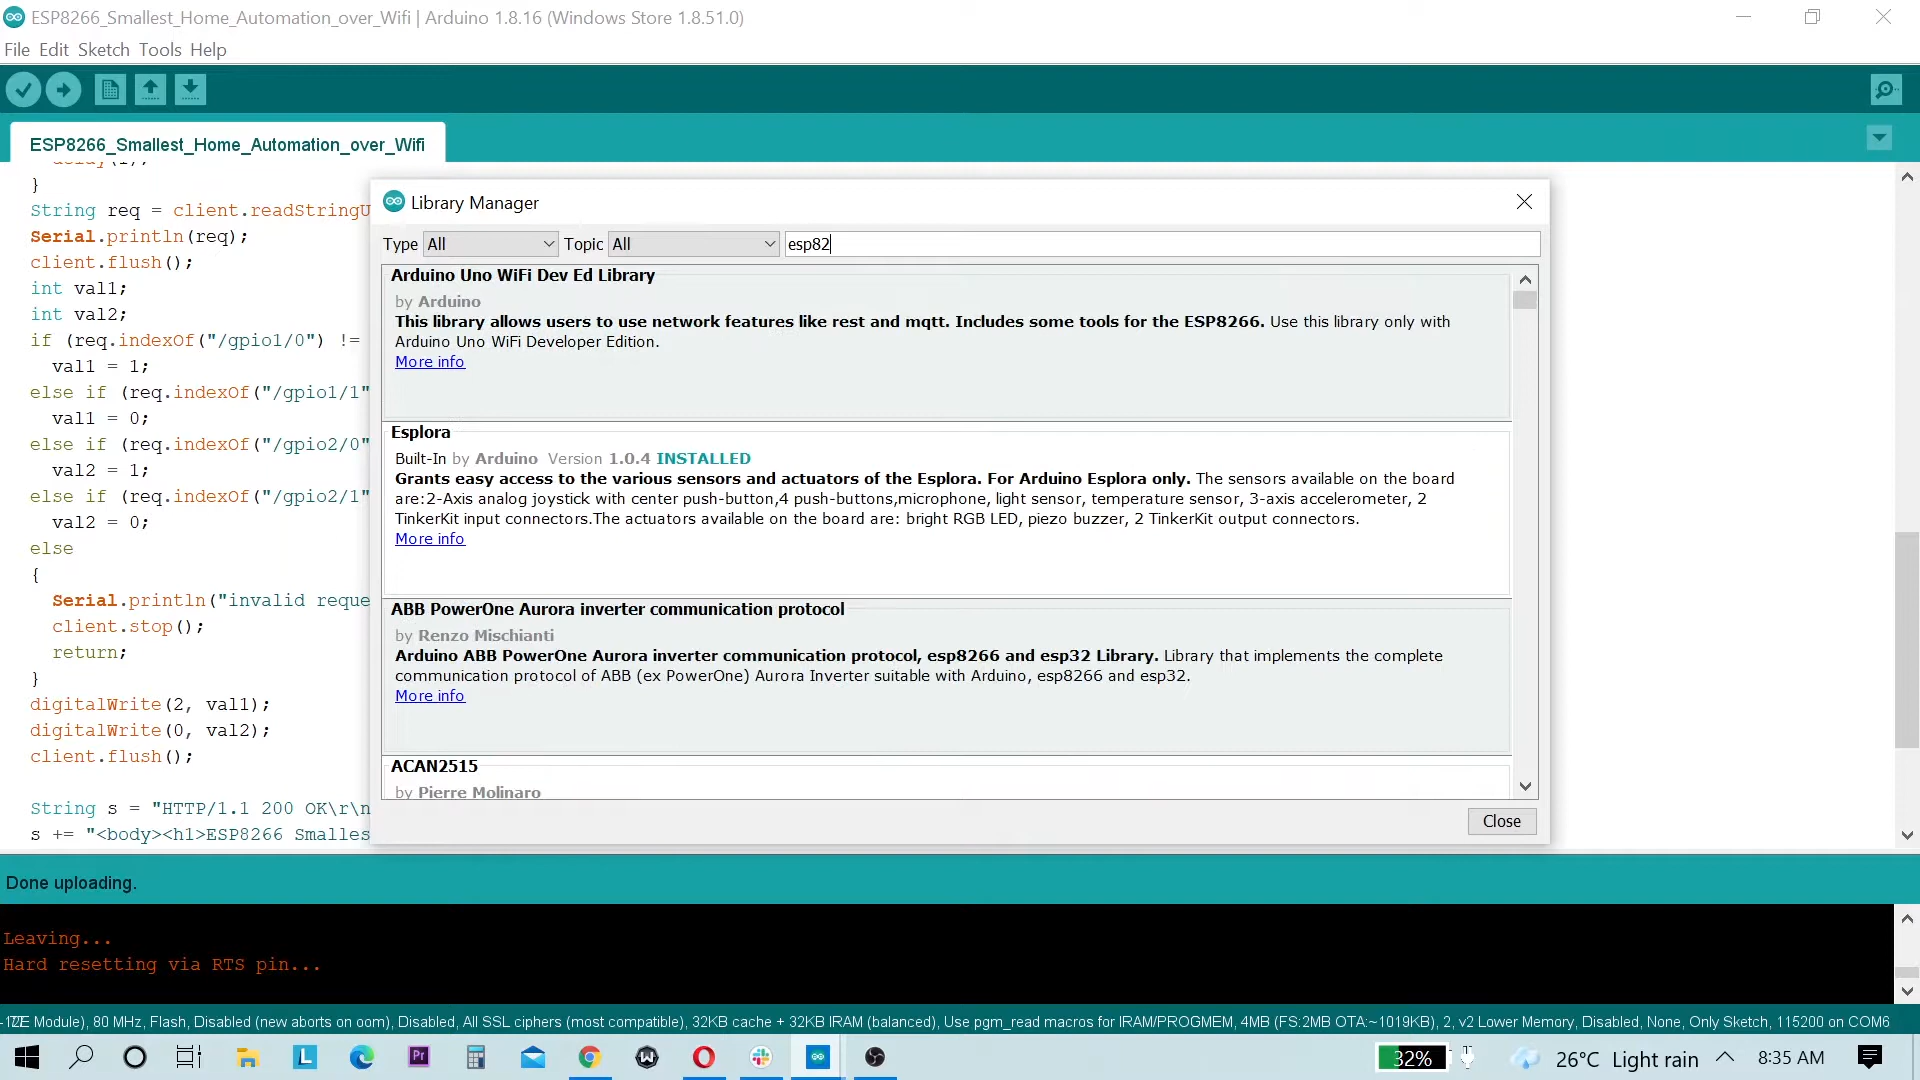 ESP8266_Smallest_Home_Automation_over_Wifi | Arduino 1.8.16 (Windows Store 1.8.51.0)
File Edit Sketch Tools Help
ESP8266_Smallest_Home_Automation_over_Wifi
}
String req = client.readStringU
Serial.println(req);
client.flush();
int val1;
int val2;
if (req.indexOf("/gpio1/0") !=
val1 = 1;
else if (req.indexOf("/gpio1/1"
val1 = 0;
else if (req.indexOf("/gpio2/0"
val2 = 1;
else if (req.indexOf("/gpio2/1"
val2 = 0;
else
{
Serial.println("invalid reque
client.stop();
return;
}
digitalWrite(2, val1);
digitalWrite(0, val2);
client.flush();
String s = "HTTP/1.1 200 OK\r\n
s += "<body><h1>ESP8266 Smalles
Library Manager
Type All Topic All esp82
Arduino Uno WiFi Dev Ed Library
by Arduino
This library allows users to use network features like rest and mqtt. Includes some tools for the ESP8266. Use this library only with
Arduino Uno WiFi Developer Edition.
More info
Esplora
Built-In by Arduino Version 1.0.4 INSTALLED
Grants easy access to the various sensors and actuators of the Esplora. For Arduino Esplora only. The sensors available on the board
are:2-Axis analog joystick with center push-button,4 push-buttons,microphone, light sensor, temperature sensor, 3-axis accelerometer, 2
TinkerKit input connectors.The actuators available on the board are: bright RGB LED, piezo buzzer, 2 TinkerKit output connectors.
More info
ABB PowerOne Aurora inverter communication protocol
by Renzo Mischianti
Arduino ABB PowerOne Aurora inverter communication protocol, esp8266 and esp32 Library. Library that implements the complete
communication protocol of ABB (ex PowerOne) Aurora Inverter suitable with Arduino, esp8266 and esp32.
More info
ACAN2515
by Pierre Molinaro
Close
Done uploading.
Leaving...
Hard resetting via RTS pin...
Module), 80 MHz, Flash, Disabled (new aborts on oom), Disabled, All SSL ciphers (most compatible), 32KB cache + 32KB IRAM (balanced), Use pgm_read macros for IRAM/PROGMEM, 4MB (FS:2MB OTA:~1019KB), 2, v2 Lower Memory, Disabled, None, Only Sketch, 115200 on COM6
L Pr 32% 26°C Light rain 8:35 AM